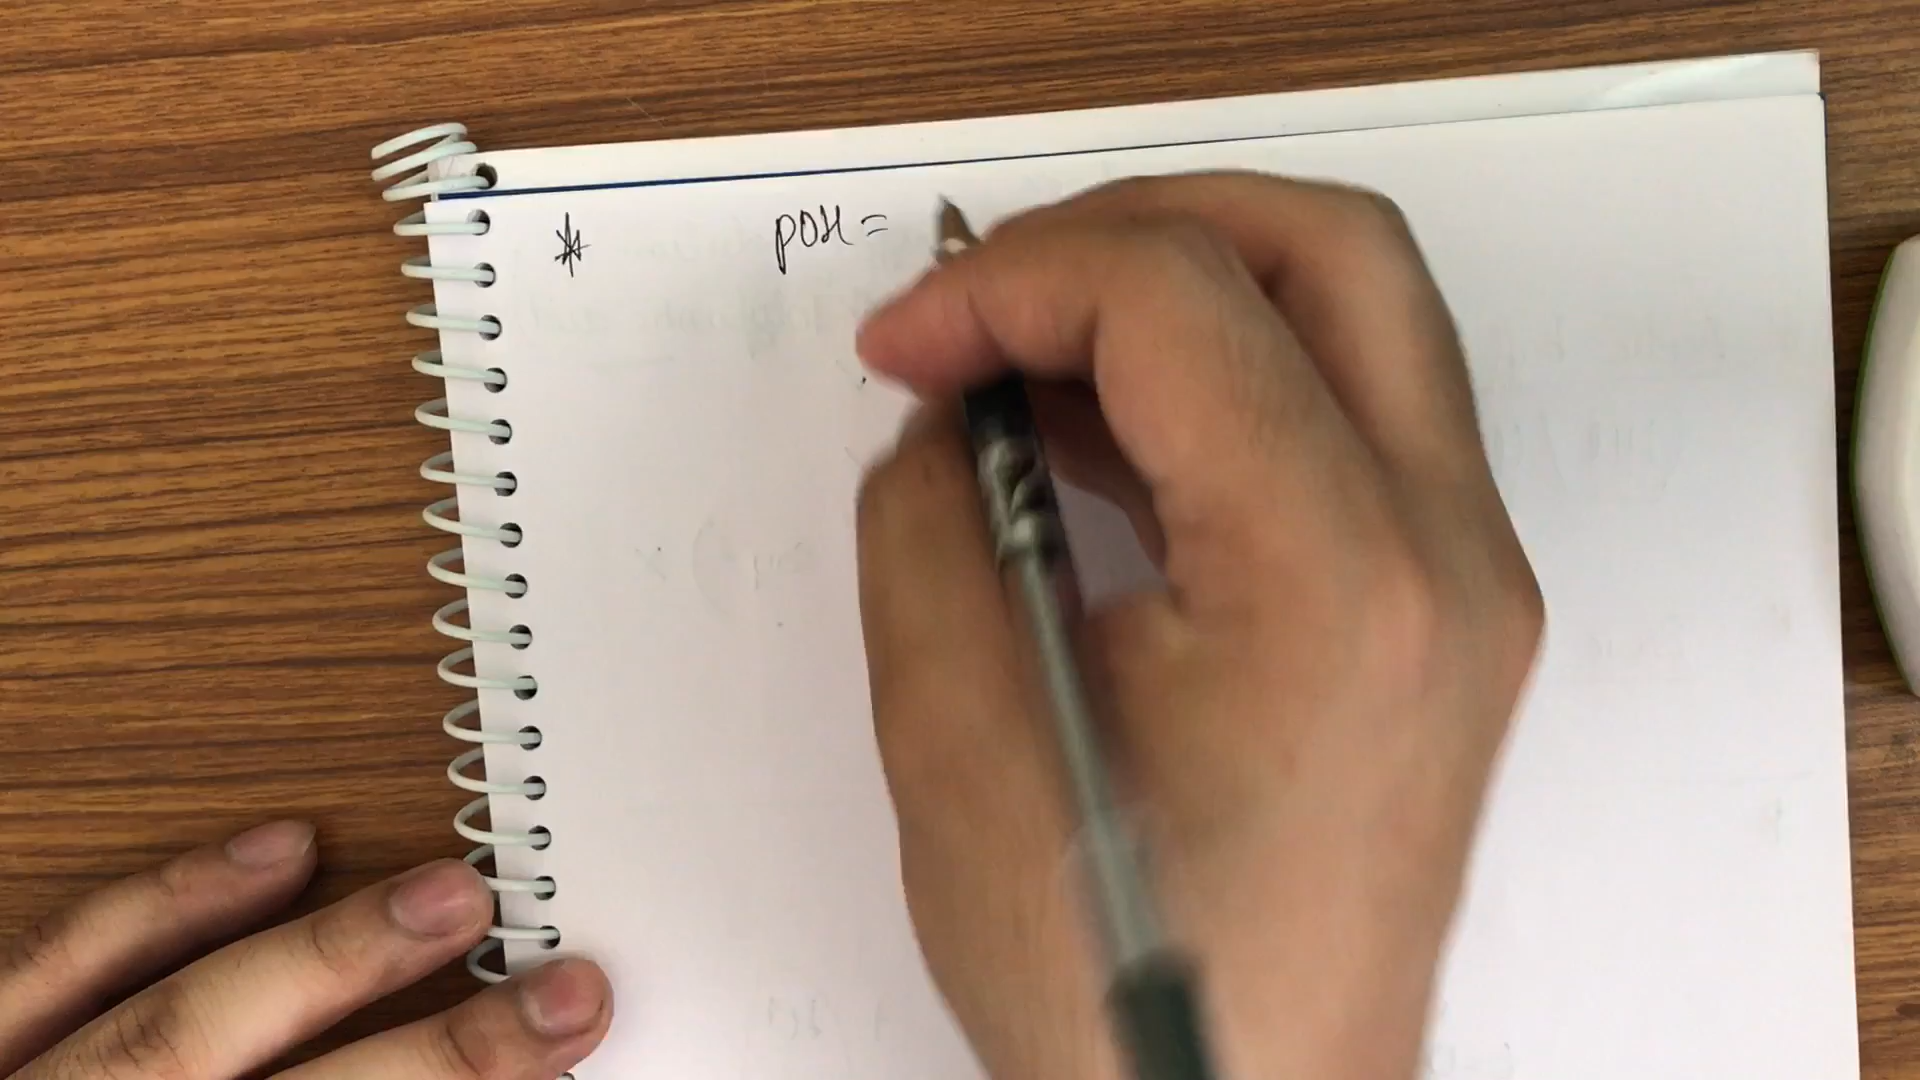 * pOH =